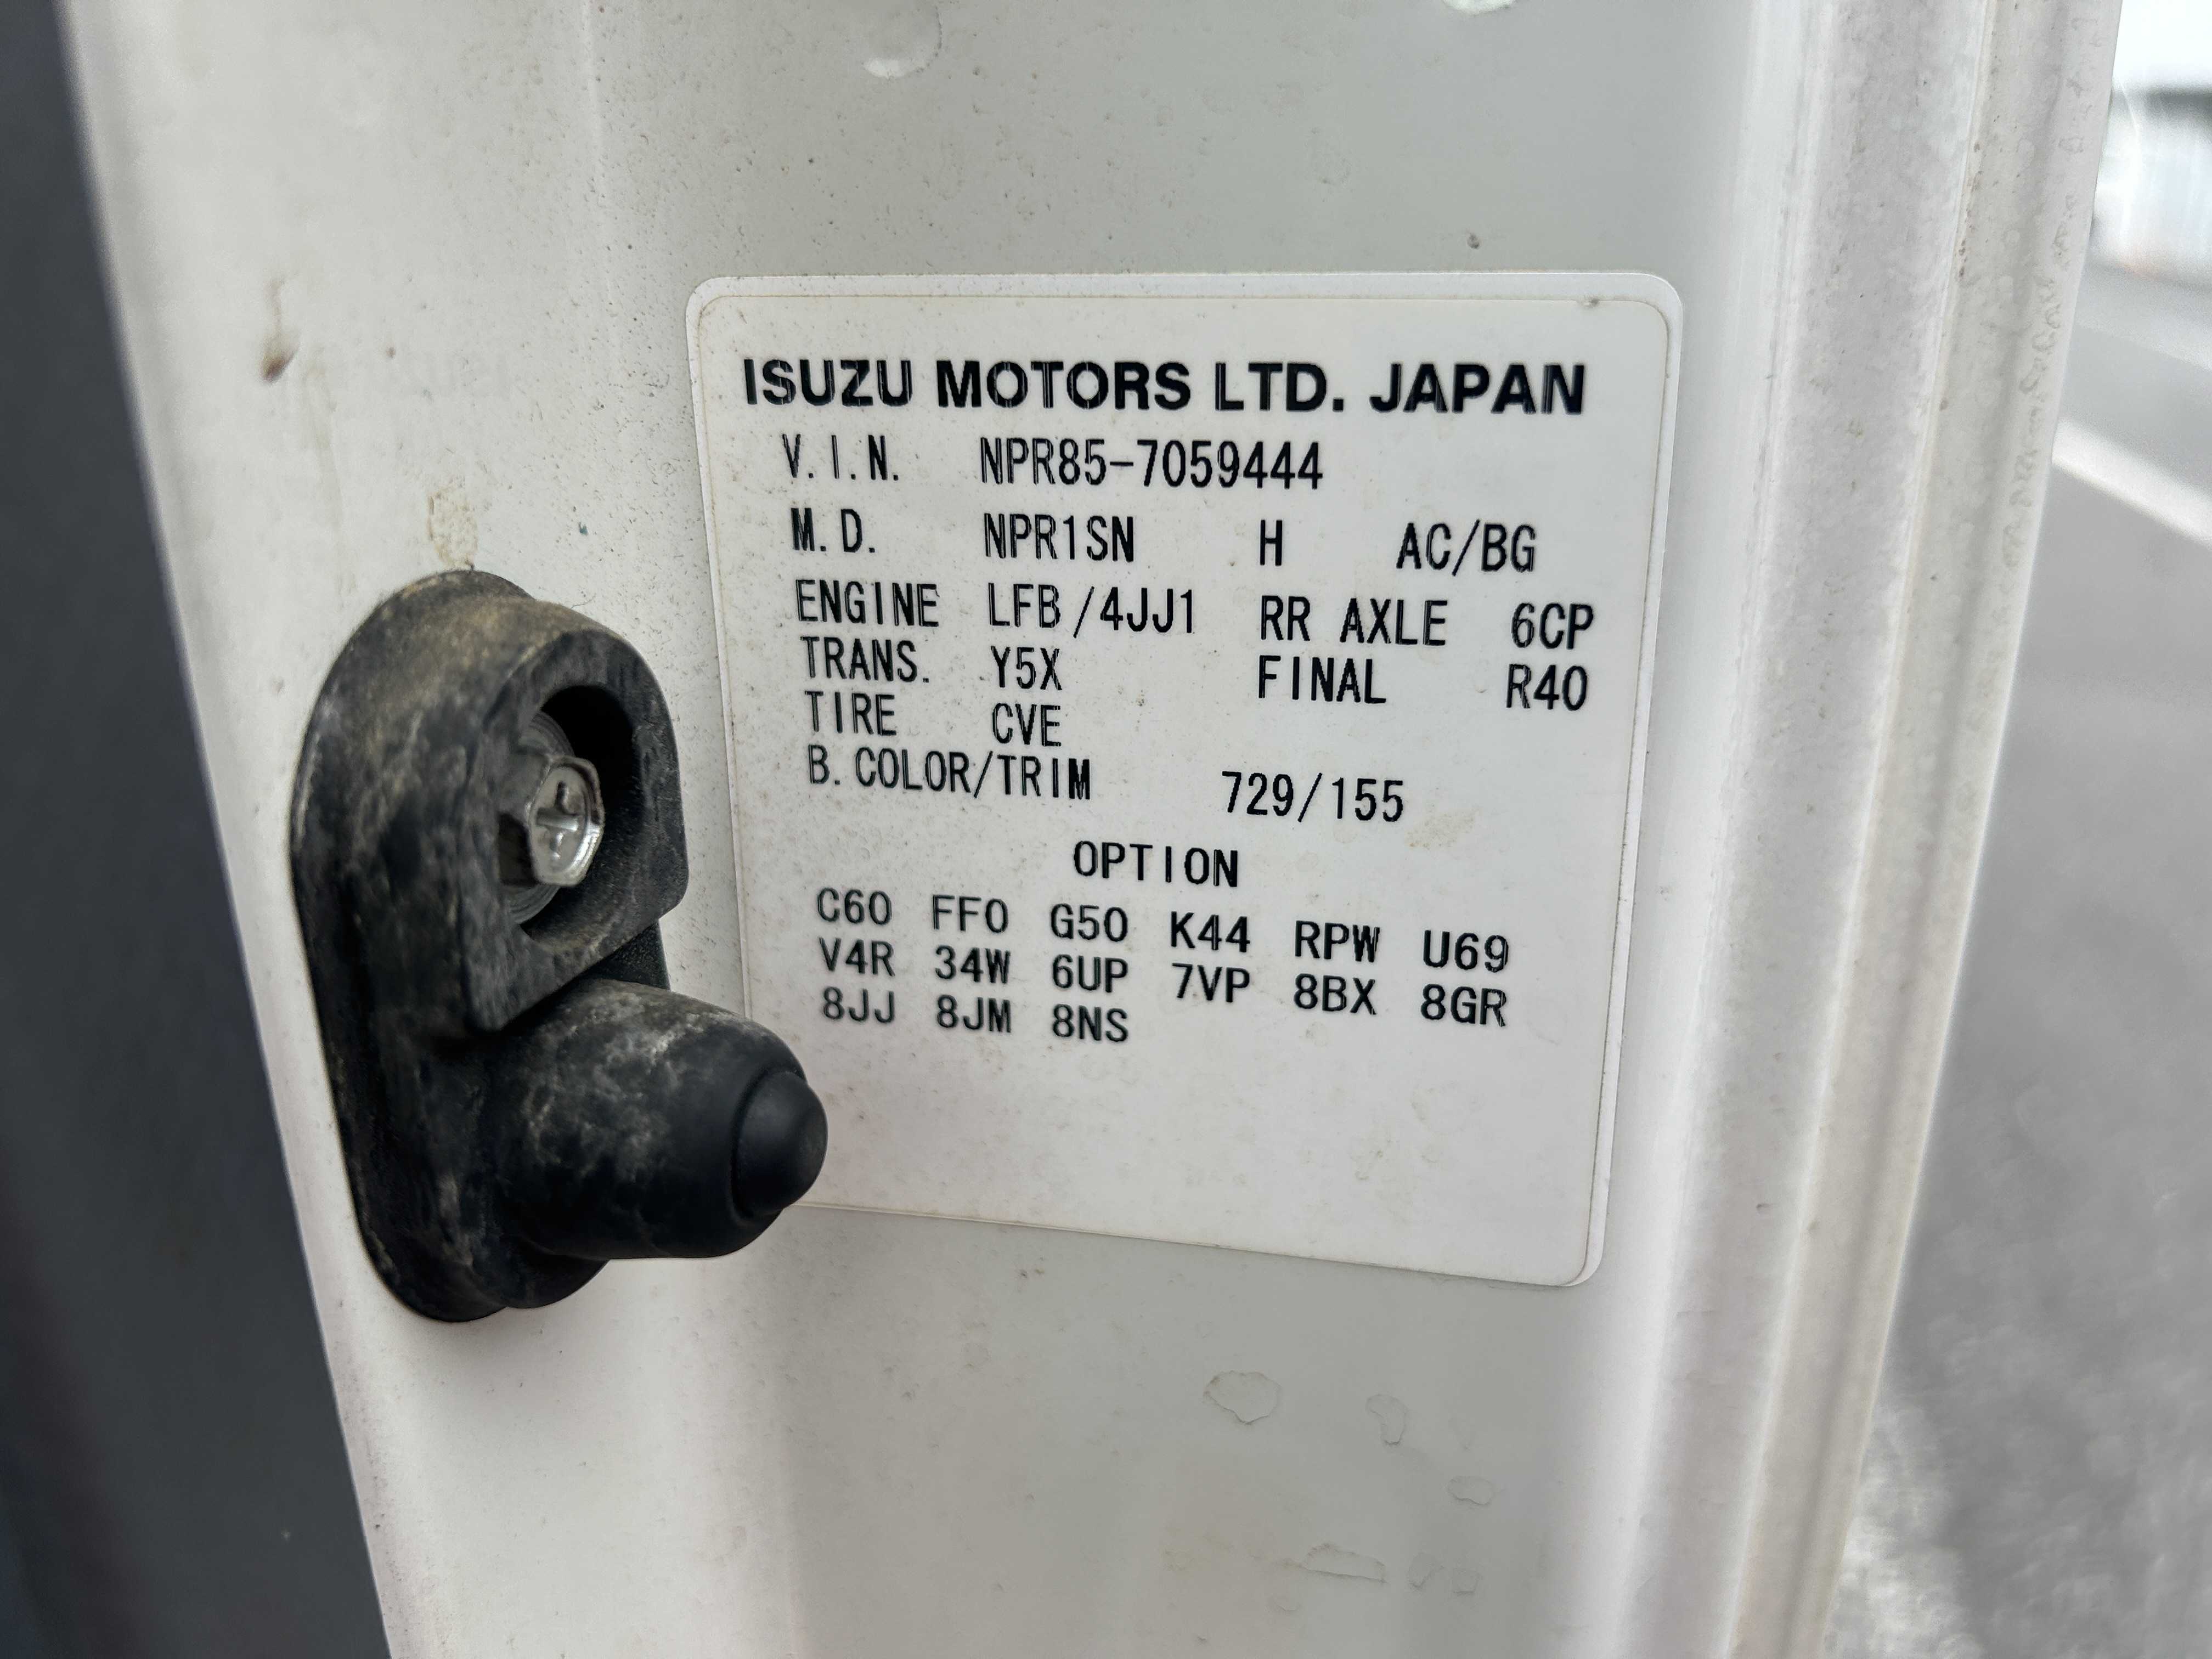 ISUZU MOTORS LTD. JAPAN
V.I.N. NPR85-7059444
M.D. NPR1SN H AC/BG
ENGINE LFB/4JJ1 RR AXLE 6CP
TRANS. Y5X FINAL R40
TIRE CVE
B.COLOR/TRIM 729/155
OPTION
C60 FF0 G50 K44 RPW U69
V4R 34W 6UP 7VP 8BX 8GR
8JJ 8JM 8NS